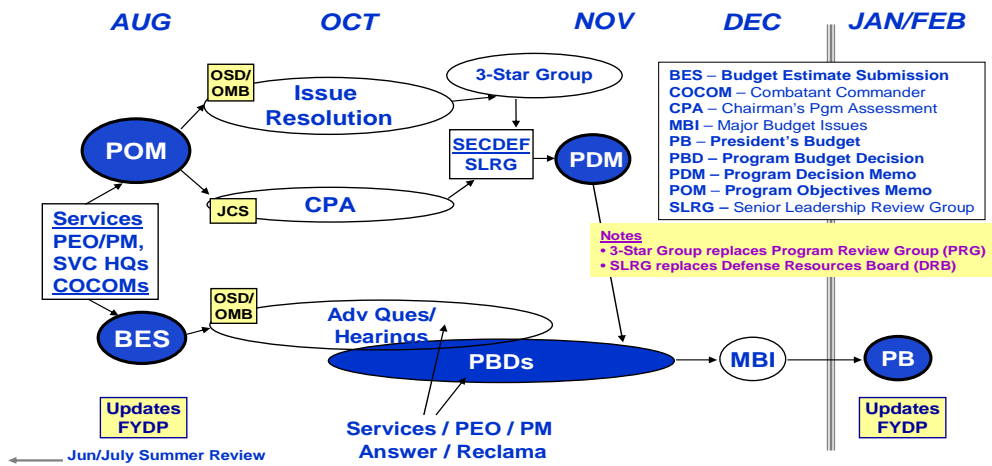 AUG
OCT
NOV
DEC
JAN/FEB
OSD/
OMB
Issue
Resolution
3-Star Group
POM
SECDEF
SLRG
PDM
JCS
CPA
Services
PEO/PM,
SVC HQs
COCOMs
BES – Budget Estimate Submission
COCOM – Combatant Commander
CPA – Chairman's Pgm Assessment
MBI – Major Budget Issues
PB – President's Budget
PBD – Program Budget Decision
PDM – Program Decision Memo
POM – Program Objectives Memo
SLRG – Senior Leadership Review Group
Notes
• 3-Star Group replaces Program Review Group (PRG)
• SLRG replaces Defense Resources Board (DRB)
OSD/
OMB
Adv Ques/
Hearings
BES
PBDs
MBI
PB
Updates
FYDP
Services / PEO / PM
Answer / Reclama
Updates
FYDP
Jun/July Summer Review